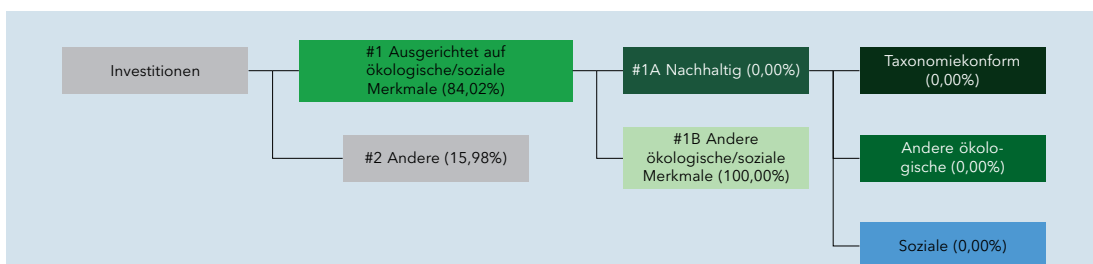 Investitionen
#1 Ausgerichtet auf
ökologische/soziale
Merkmale (84,02%)
#2 Andere (15,98%)
#1A Nachhaltig (0,00%)
#1B Andere
ökologische/soziale
Merkmale (100,00%)
Taxonomiekonform
(0,00%)
Andere ökolo-
gische (0,00%)
Soziale (0,00%)